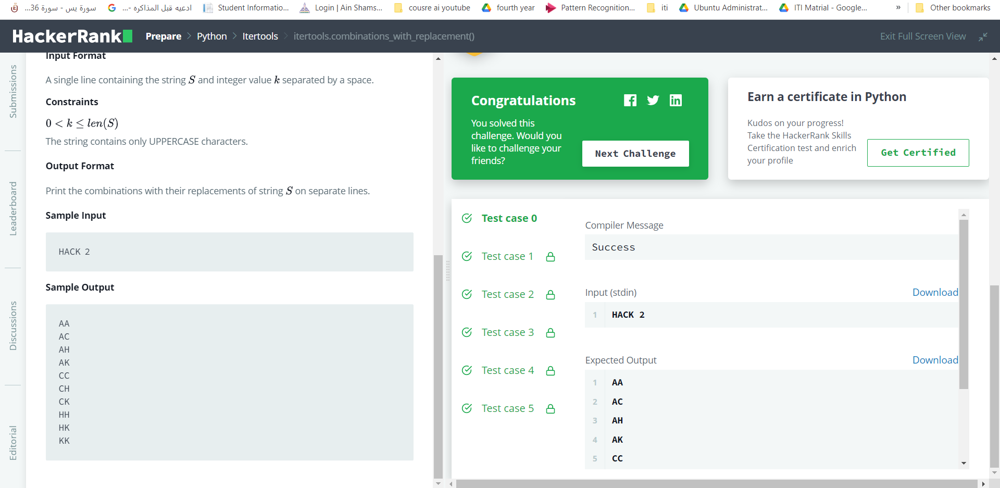 سورة يس - سورة 36...
ادعيه قبل المذاكره -...
Student Informatio...
Login | Ain Shams...
cousre ai youtube
fourth year
Pattern Recognition...
iti
Ubuntu Administrat...
ITI Matrial - Google...
»
Other bookmarks
HackerRank
Prepare > Python > Itertools > itertools.combinations_with_replacement()
Exit Full Screen View
Submissions
Leaderboard
Discussions
Editorial
Input Format
A single line containing the string S and integer value k separated by a space.
Constraints
0 < k ≤ len(S)
The string contains only UPPERCASE characters.
Output Format
Print the combinations with their replacements of string S on separate lines.
Sample Input
HACK 2
Sample Output
AA
AC
AH
AK
CC
CH
CK
HH
HK
KK
Congratulations
You solved this
challenge. Would you
like to challenge your
friends?
Next Challenge
Earn a certificate in Python
Kudos on your progress!
Take the HackerRank Skills
Certification test and enrich
your profile
Get Certified
Test case 0
Test case 1
Test case 2
Test case 3
Test case 4
Test case 5
Compiler Message
Success
Input (stdin)
Download
1 HACK 2
Expected Output
Download
1 AA
2 AC
3 AH
4 AK
5 CC